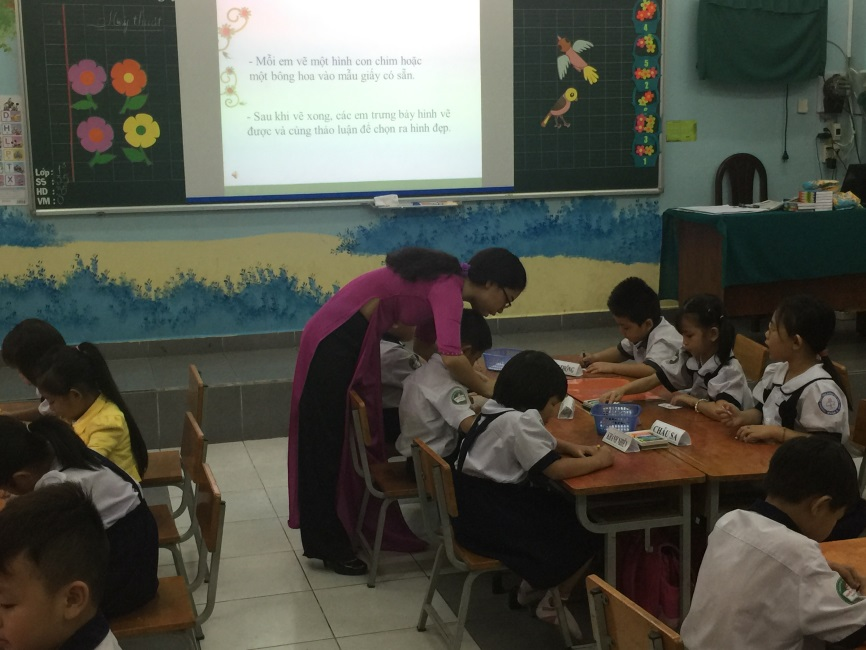 - Mỗi em vẽ một hình con chim hoặc
một bông hoa vào mẫu giấy có sẵn.
- Sau khi vẽ xong, các em trưng bày hình vẽ
được và cùng thảo luận để chọn ra hình đẹp.
Lớp :
SS :
HD :
VM :
CHÂU SA